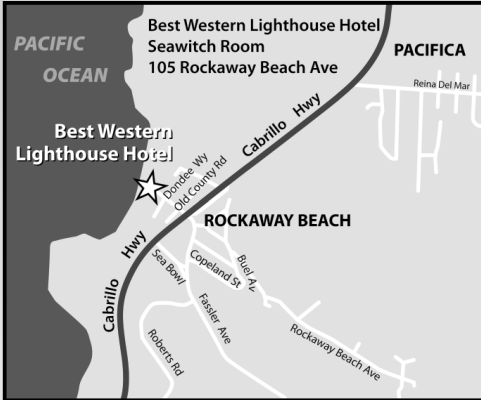 PACIFIC
OCEAN
Best Western Lighthouse Hotel
Seawitch Room
105 Rockaway Beach Ave
PACIFICA
Reina Del Mar
Cabrillo Hwy
Best Western
Lighthouse Hotel
Dondee Wy
Old County Rd
ROCKAWAY BEACH
Cabrillo Hwy
Sea Bowl
Copeland St
Buel Av
Fassler Ave
Rockaway Beach Ave
Roberts Rd